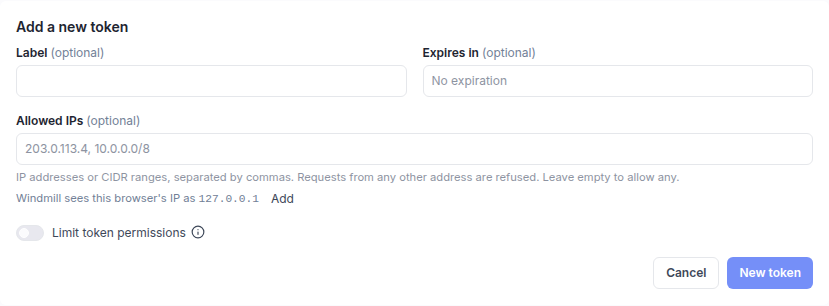 Add a new token
Label (optional)
Expires in (optional)
No expiration
Allowed IPs (optional)
203.0.113.4, 10.0.0.0/8
IP addresses or CIDR ranges, separated by commas. Requests from any other address are refused. Leave empty to allow any.
Windmill sees this browser's IP as 127.0.0.1 Add
Limit token permissions
Cancel
New token